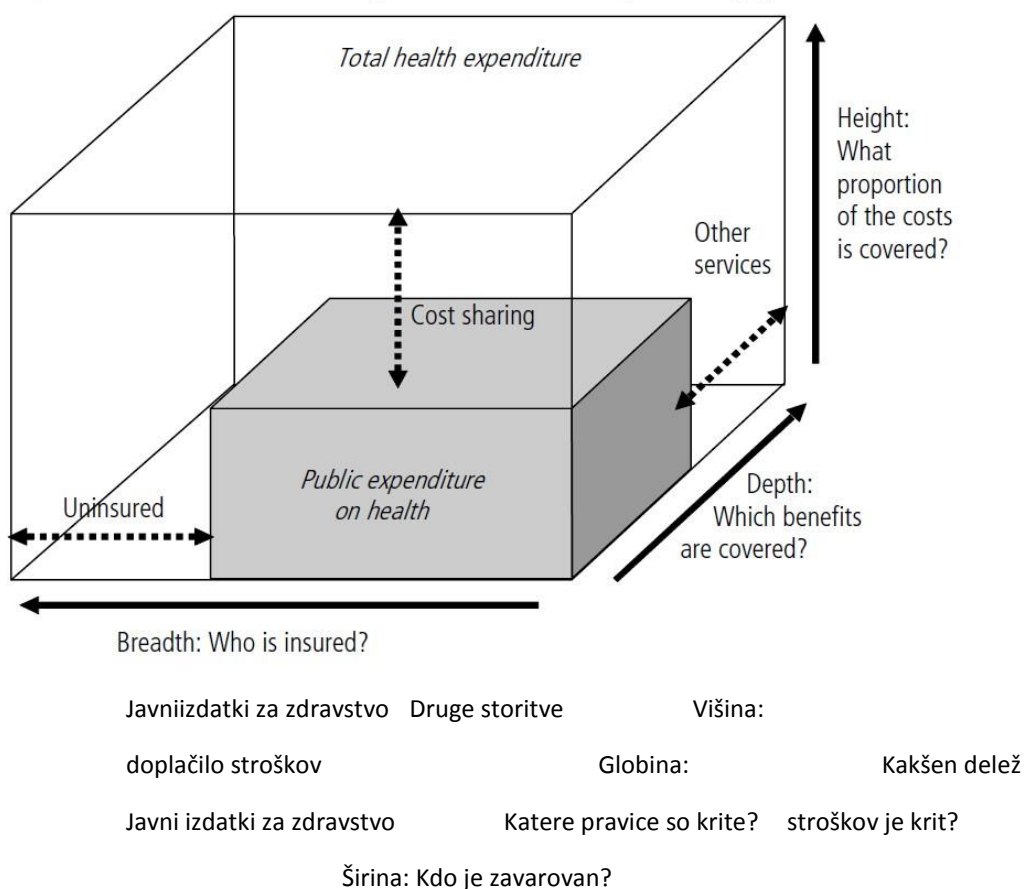 Total health expenditure
Height:
What
proportion
of the costs
is covered?
Other
services
Cost sharing
Public expenditure
on health
Uninsured
Depth:
Which benefits
are covered?
Breadth: Who is insured?
Javniizdatki za zdravstvo Druge storitve Višina:
doplačilo stroškov Globina: Kakšen delež
Javni izdatki za zdravstvo Katere pravice so krite? stroškov je krit?
Širina: Kdo je zavarovan?